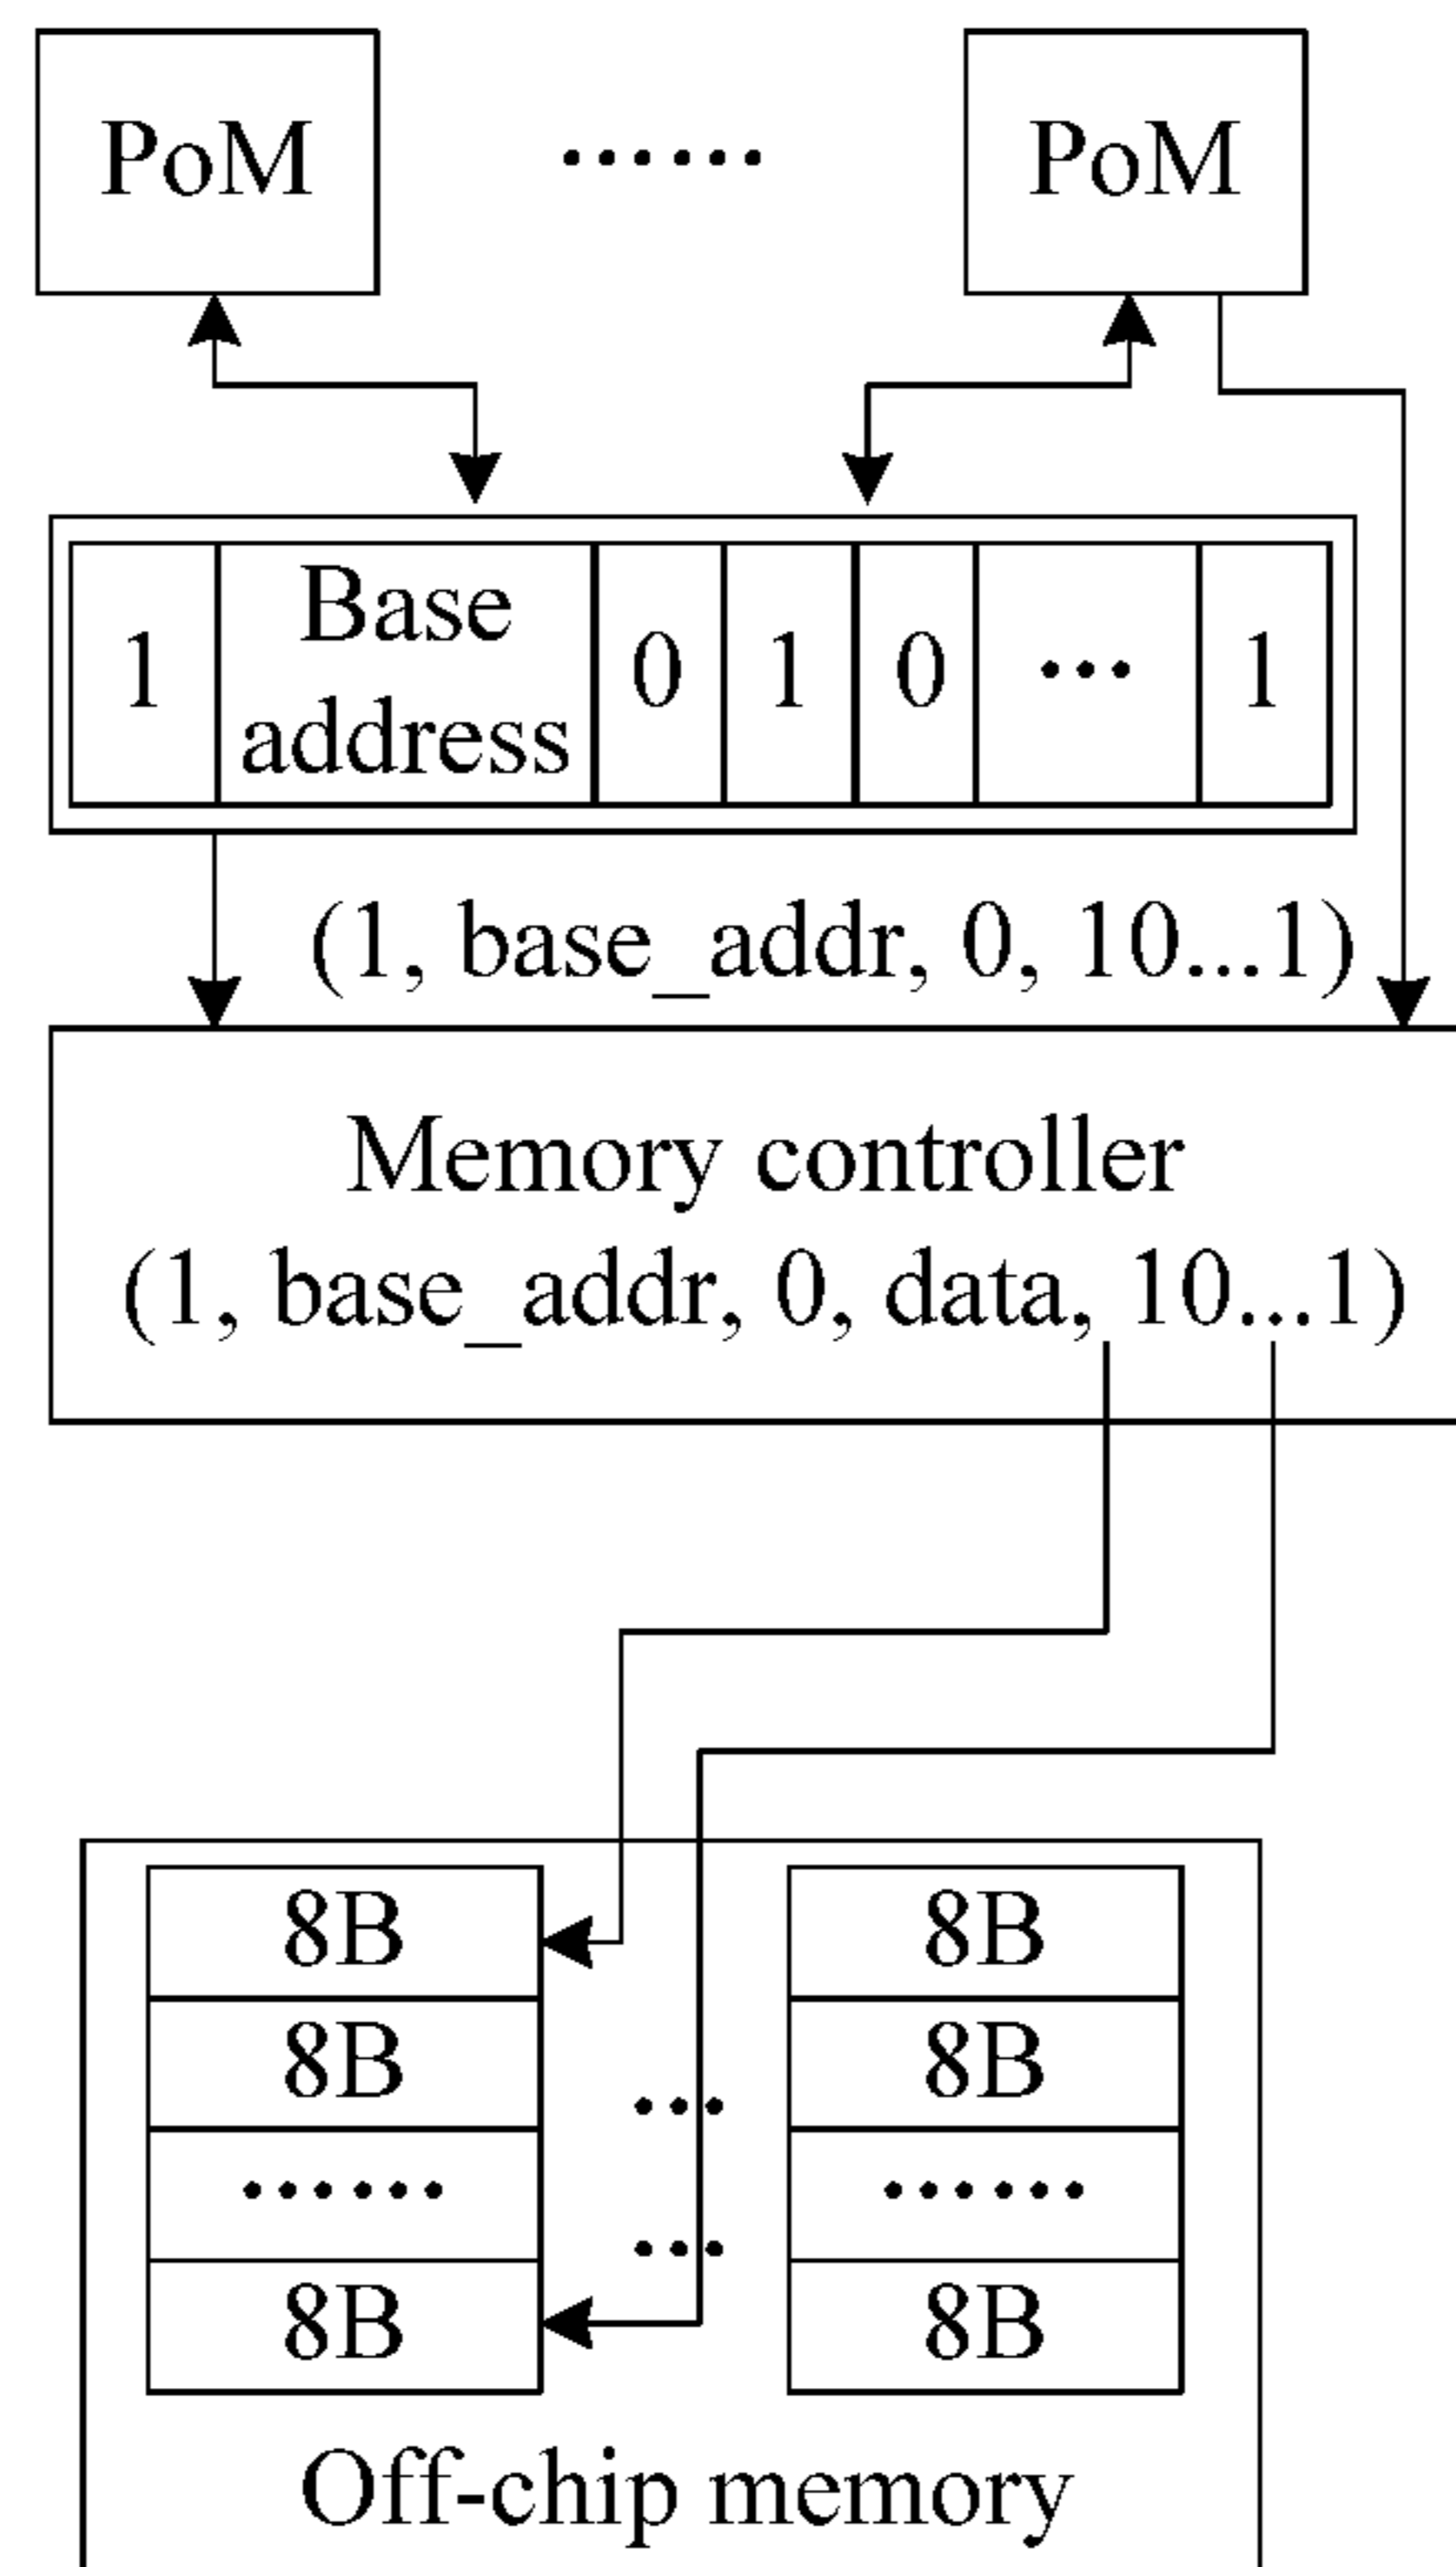 PoM ...... PoM
1 Base address 0 1 0 ... 1
(1, base_addr, 0, 10...1)
Memory controller
(1, base_addr, 0, data, 10...1)
8B 8B
8B ... 8B
...... ... ......
8B 8B
Off-chip memory